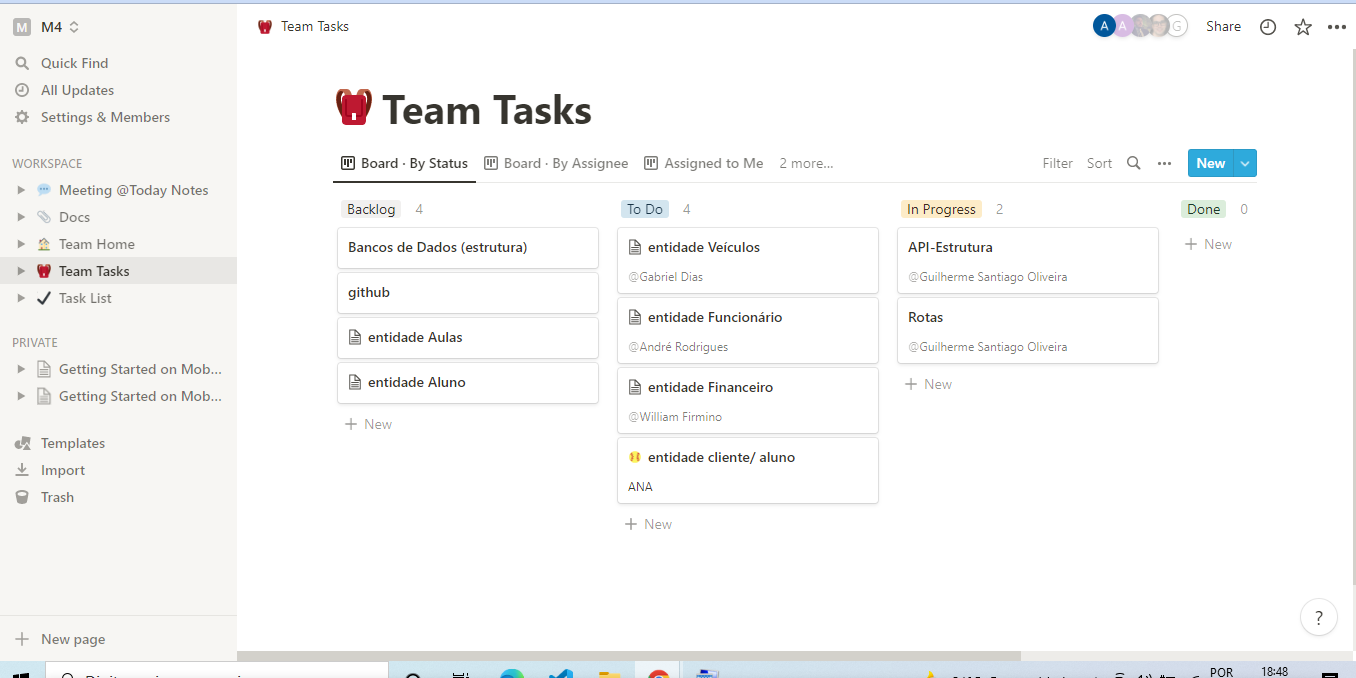 M M4
Team Tasks
A A G Share
Quick Find
All Updates
Settings & Members
WORKSPACE
Meeting @Today Notes
Docs
Team Home
Team Tasks
Task List
PRIVATE
Getting Started on Mob...
Getting Started on Mob...
Templates
Import
Trash
New page
Team Tasks
Board · By Status Board · By Assignee Assigned to Me 2 more... Filter Sort New
Backlog 4
Bancos de Dados (estrutura)
github
entidade Aulas
entidade Aluno
+ New
To Do 4
entidade Veículos
@Gabriel Dias
entidade Funcionário
@André Rodrigues
entidade Financeiro
@William Firmino
entidade cliente/ aluno
ANA
+ New
In Progress 2
API-Estrutura
@Guilherme Santiago Oliveira
Rotas
@Guilherme Santiago Oliveira
+ New
Done 0
+ New
?
POR 18:48